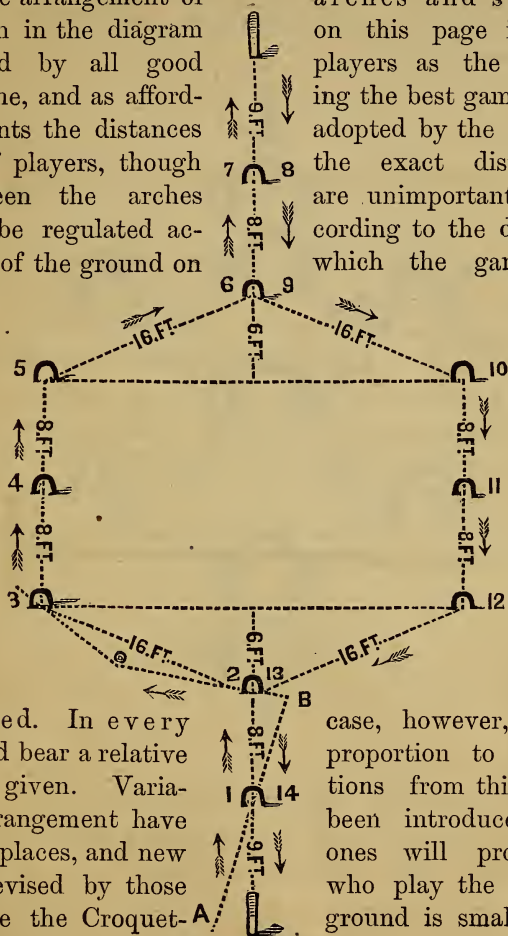 n in the diagram
d by all good
ne, and as afford-
nts the distances
players, though
een the arches
be regulated ac-
of the ground on
on this page
players as the
ing the best gam
adopted by the
the exact dis
are unimportant
cording to the d
which the gam
9.FT.
7 8
8.FT.
6 9
16.FT. 6.FT. 16.FT.
5 10
8.FT. 8.FT.
4 11
8.FT. 8.FT.
3 12
16.FT. 6.FT. 16.FT.
2 13
B
8.FT.
1 14
9.FT.
A
ed. In every
d bear a relative
given. Varia-
rrangement have
places, and new
evised by those
e the Croquet-
case, however,
proportion to
tions from this
been introduce
ones will pro
who play the
ground is smal